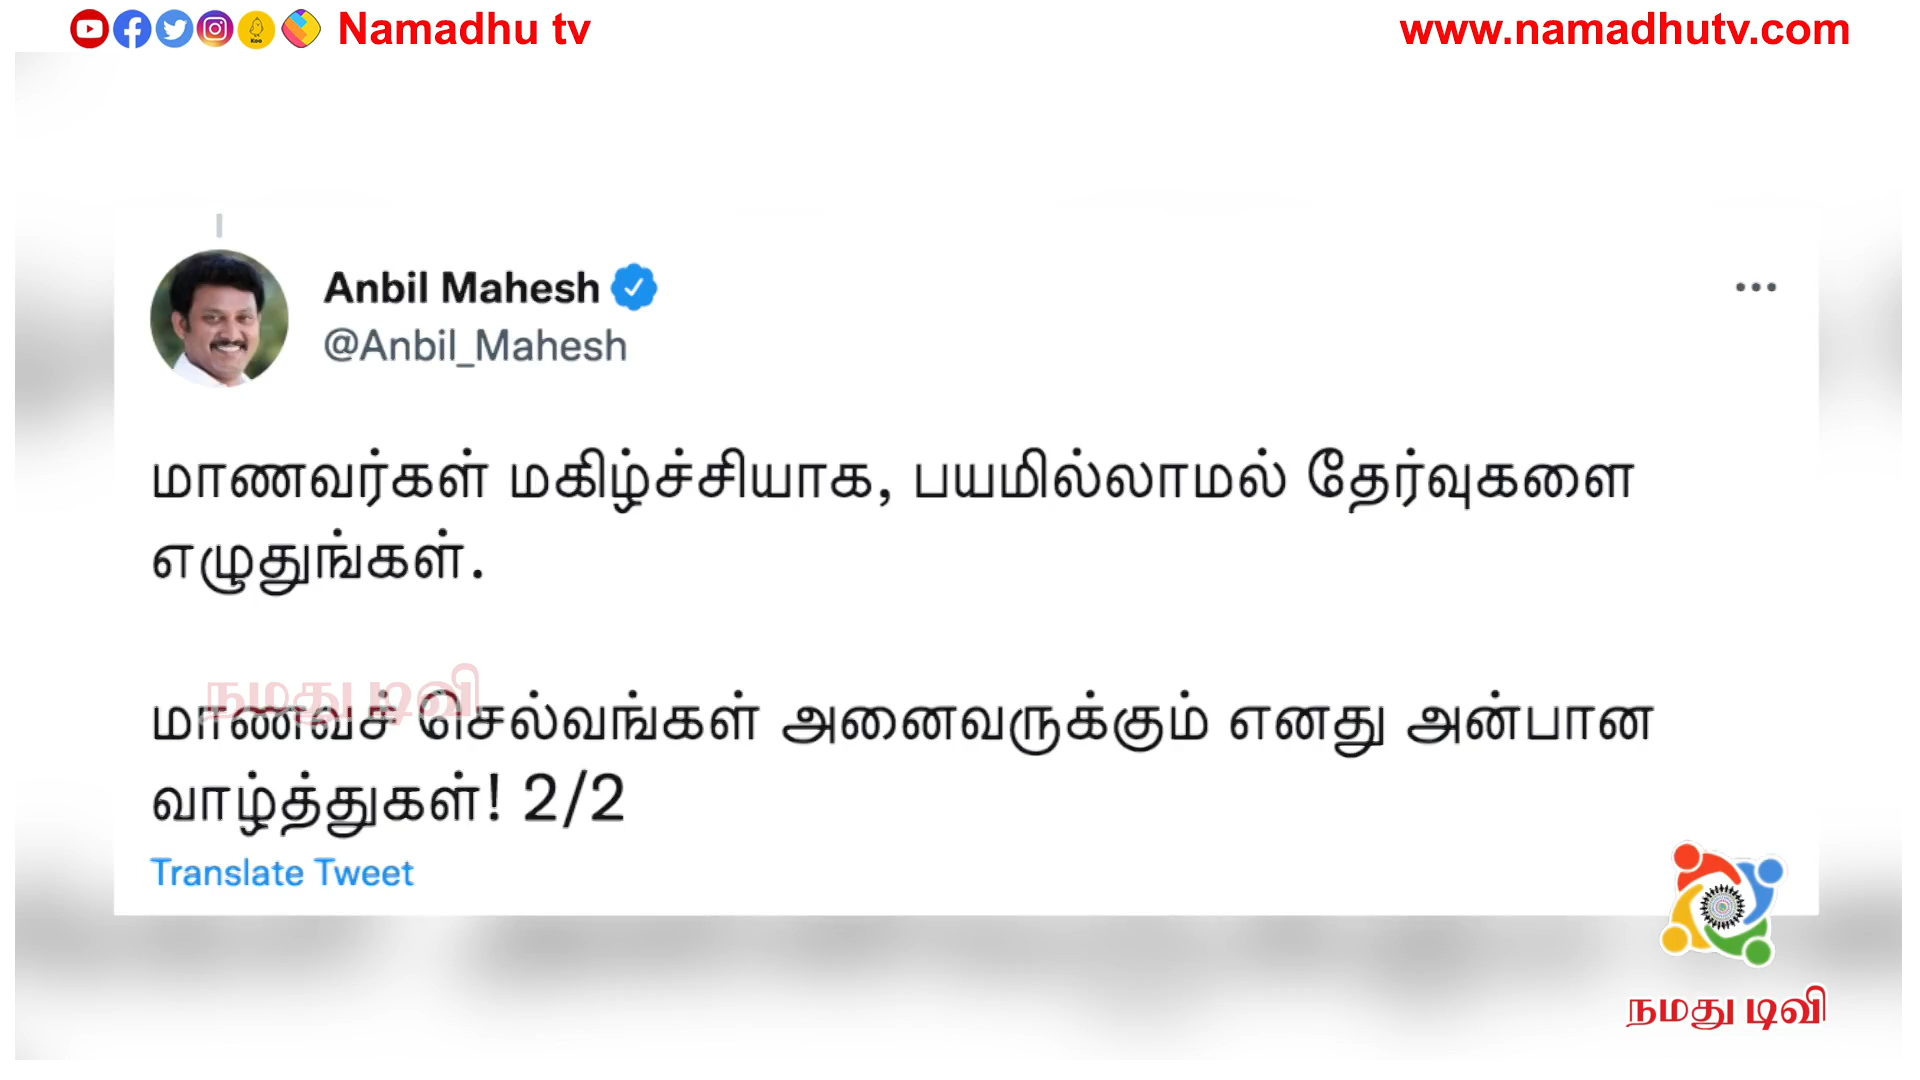 Namadhu tv
www.namadhutv.com
Anbil Mahesh
@Anbil_Mahesh
மாணவர்கள் மகிழ்ச்சியாக, பயமில்லாமல் தேர்வுகளை
எழுதுங்கள்.
நமது டிவி
மாணவச் செல்வங்கள் அனைவருக்கும் எனது அன்பான
வாழ்த்துகள்! 2/2
Translate Tweet
நமது டிவி